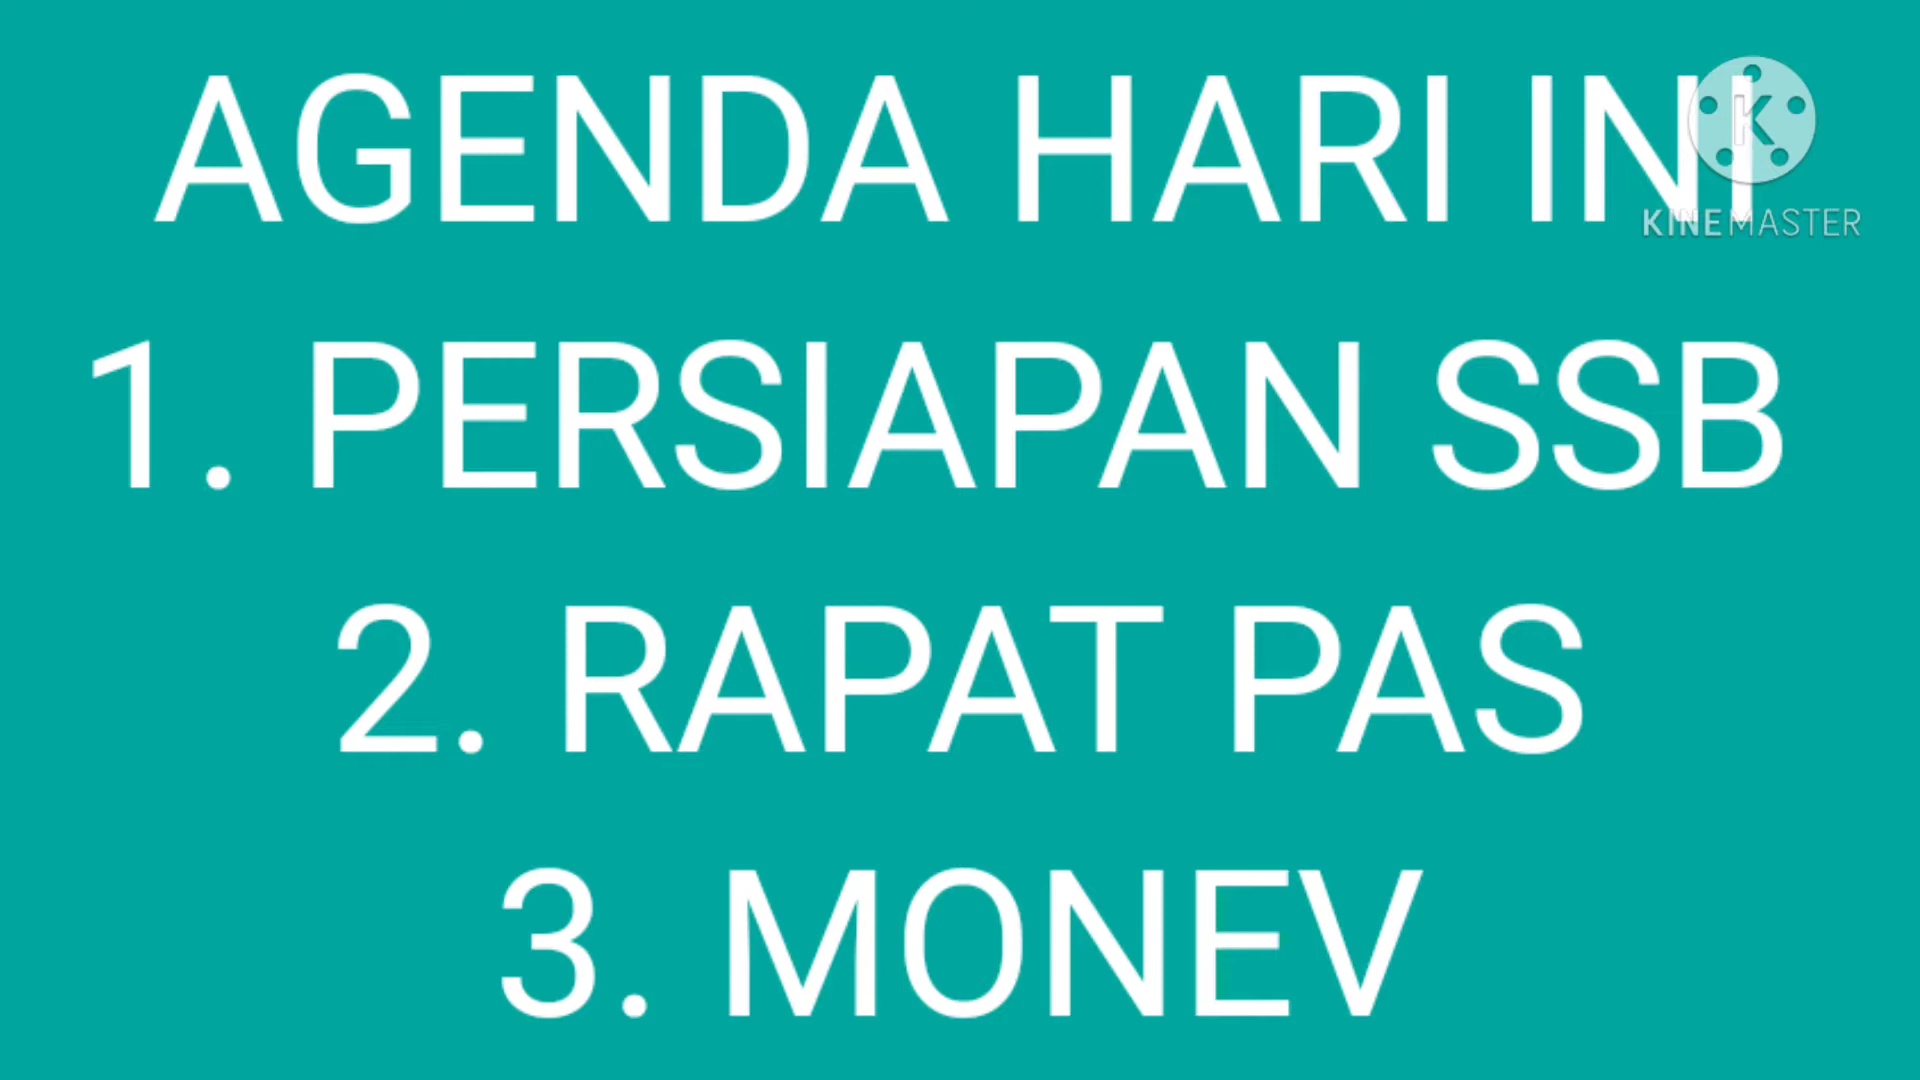 AGENDA HARI INI
KINEMASTER
1. PERSIAPAN SSB
2. RAPAT PAS
3. MONEV